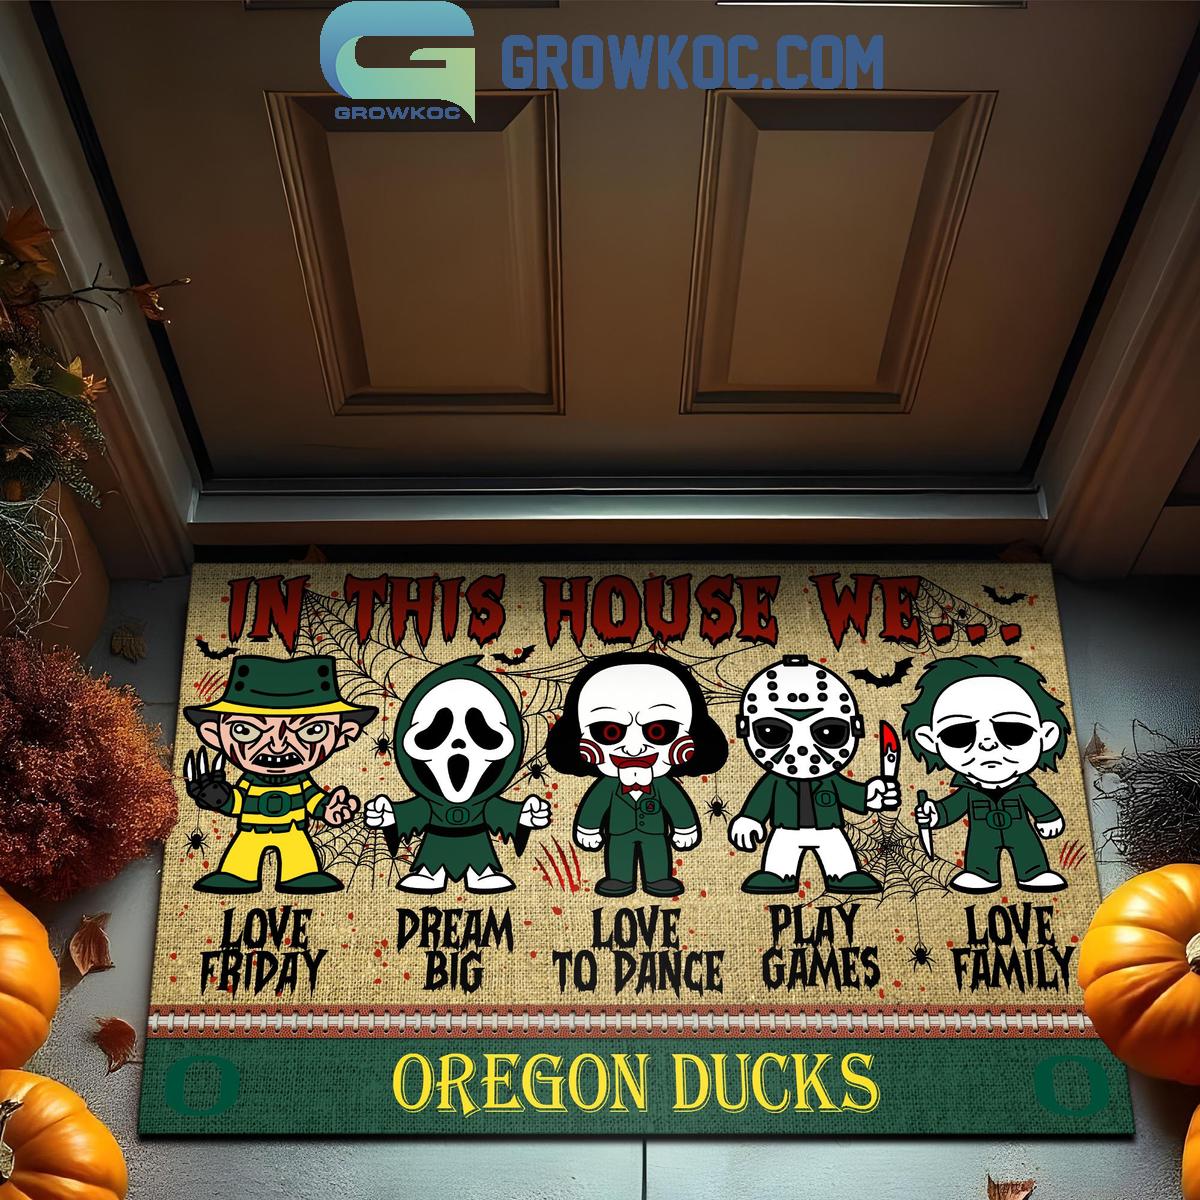 GROWKOC.COM
GROWKOC
IN THIS HOUSE WE...
LOVE
FRIDAY
DREAM
BIG
LOVE
TO DANCE
PLAY
GAMES
LOVE
FAMILY
O OREGON DUCKS O